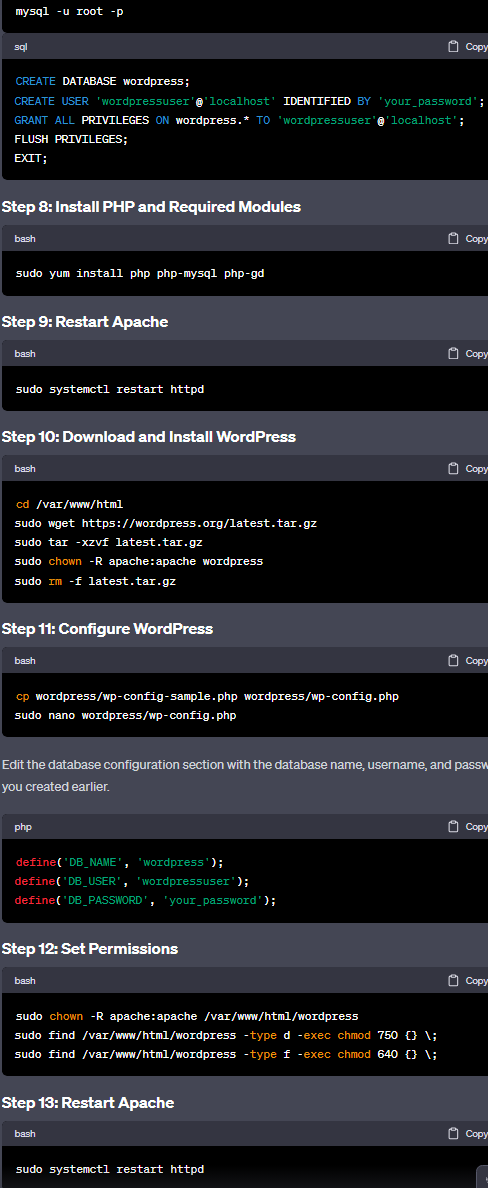 mysql -u root -p
sql
Copy
CREATE DATABASE wordpress;
CREATE USER 'wordpressuser'@'localhost' IDENTIFIED BY 'your_password';
GRANT ALL PRIVILEGES ON wordpress.* TO 'wordpressuser'@'localhost';
FLUSH PRIVILEGES;
EXIT;
Step 8: Install PHP and Required Modules
bash
Copy
sudo yum install php php-mysql php-gd
Step 9: Restart Apache
bash
Copy
sudo systemctl restart httpd
Step 10: Download and Install WordPress
bash
Copy
cd /var/www/html
sudo wget https://wordpress.org/latest.tar.gz
sudo tar -xzvf latest.tar.gz
sudo chown -R apache:apache wordpress
sudo rm -f latest.tar.gz
Step 11: Configure WordPress
bash
Copy
cp wordpress/wp-config-sample.php wordpress/wp-config.php
sudo nano wordpress/wp-config.php
Edit the database configuration section with the database name, username, and passw
you created earlier.
php
Copy
define('DB_NAME', 'wordpress');
define('DB_USER', 'wordpressuser');
define('DB_PASSWORD', 'your_password');
Step 12: Set Permissions
bash
Copy
sudo chown -R apache:apache /var/www/html/wordpress
sudo find /var/www/html/wordpress -type d -exec chmod 750 {} \;
sudo find /var/www/html/wordpress -type f -exec chmod 640 {} \;
Step 13: Restart Apache
bash
Copy
sudo systemctl restart httpd